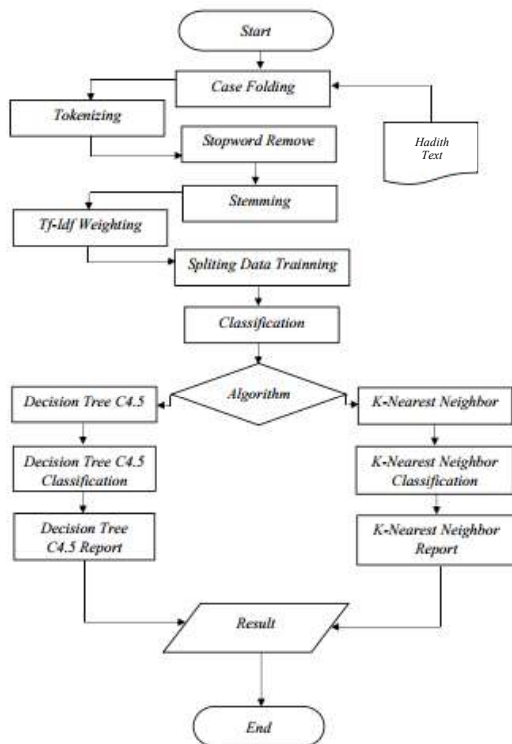 Start
Case Folding
Tokenizing
Hadith
Text
Stopword Remove
Stemming
Tf-Idf Weighting
Spliting Data Trainning
Classification
Algorithm
Decision Tree C4.5
K-Nearest Neighbor
Decision Tree C4.5
Classification
K-Nearest Neighbor
Classification
Decision Tree
C4.5 Report
K-Nearest Neighbor
Report
Result
End